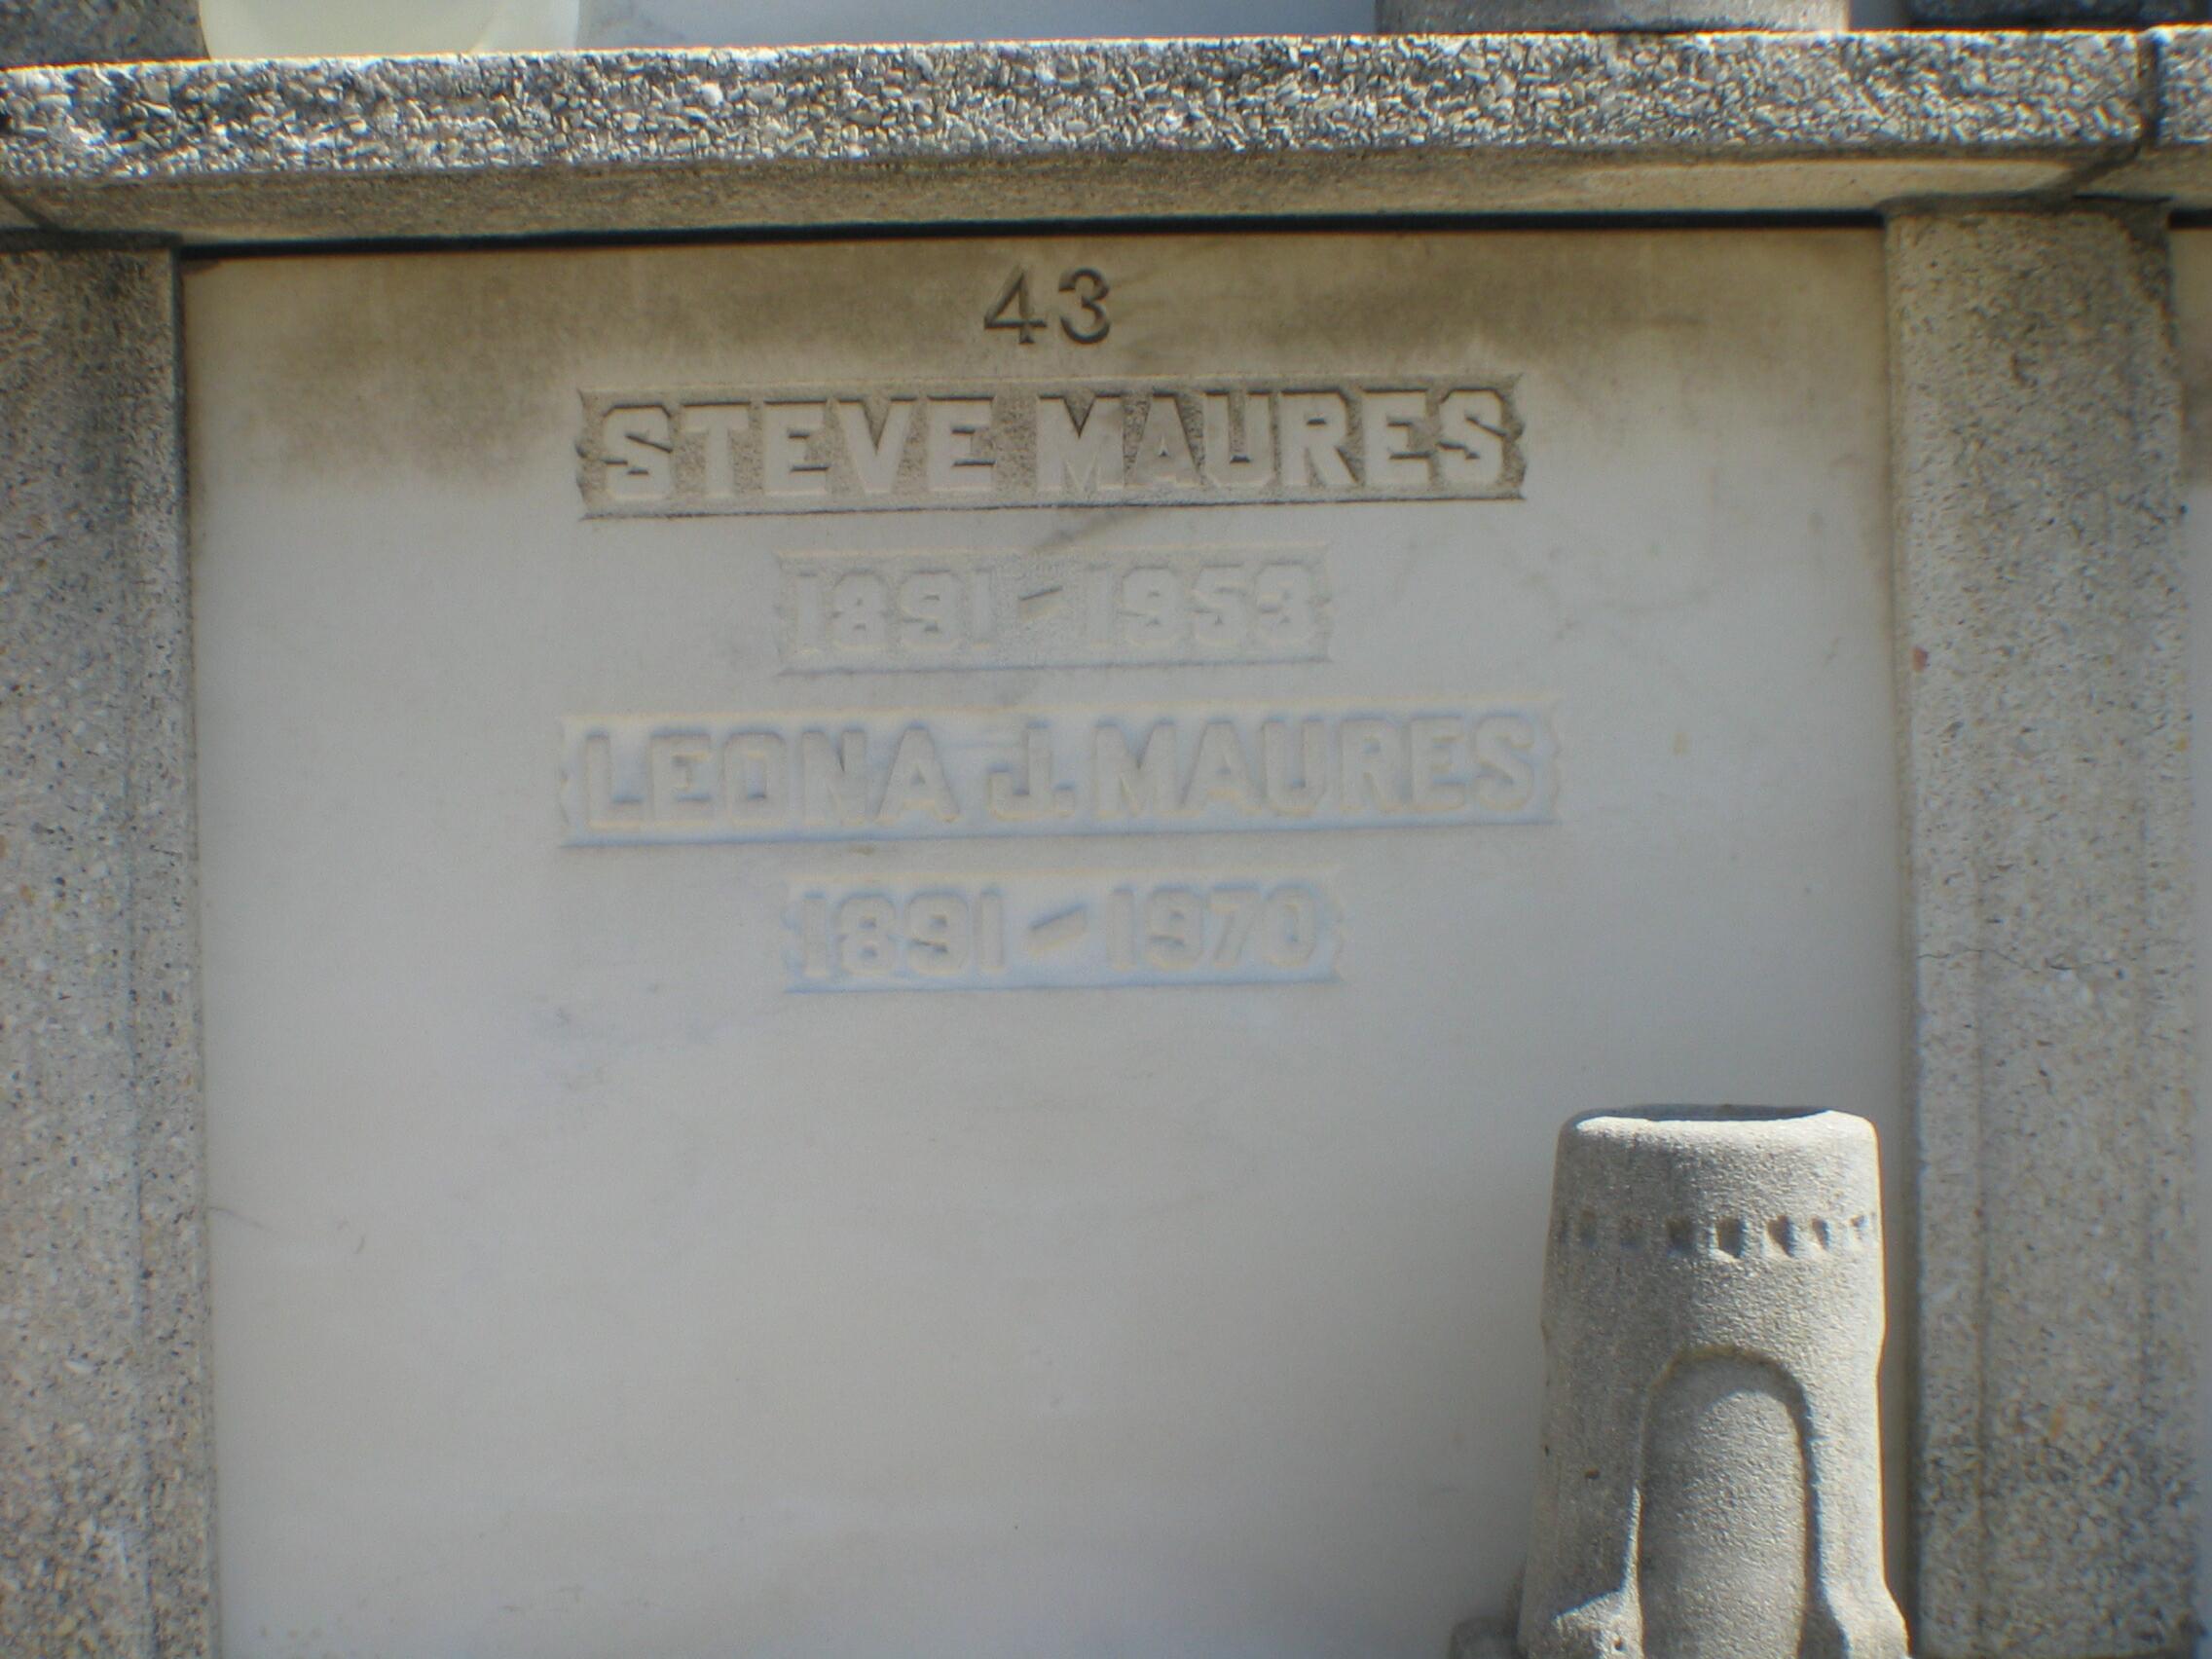 43
STEVE MAURES
1891 - 1953
LEONA J. MAURES
1891 - 1970